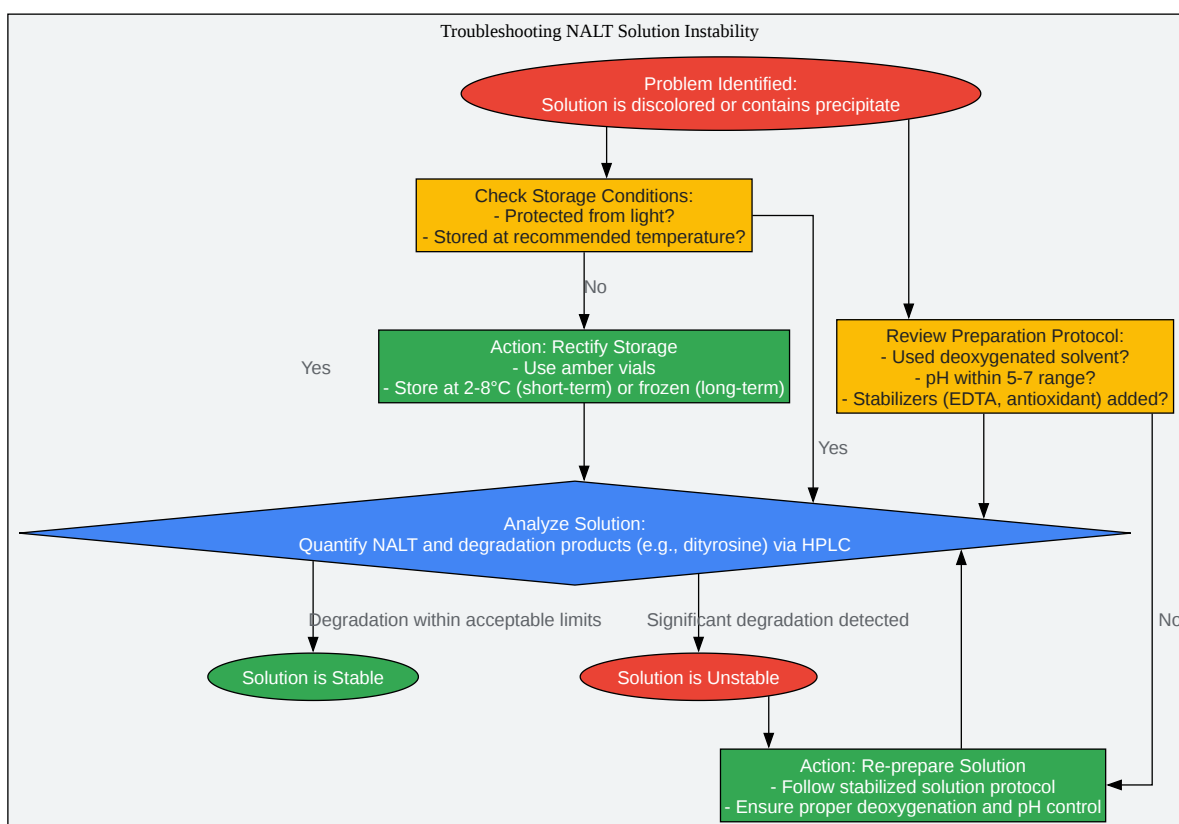 Troubleshooting NALT Solution Instability
Problem Identified:
Solution is discolored or contains precipitate
Check Storage Conditions:
- Protected from light?
- Stored at recommended temperature?
No
Action: Rectify Storage
- Use amber vials
- Store at 2-8°C (short-term) or frozen (long-term)
Yes
Review Preparation Protocol:
- Used deoxygenated solvent?
- pH within 5-7 range?
- Stabilizers (EDTA, antioxidant) added?
Yes
Analyze Solution:
Quantify NALT and degradation products (e.g., dityrosine) via HPLC
Degradation within acceptable limits
Significant degradation detected
No
Solution is Stable
Solution is Unstable
Action: Re-prepare Solution
- Follow stabilized solution protocol
- Ensure proper deoxygenation and pH control